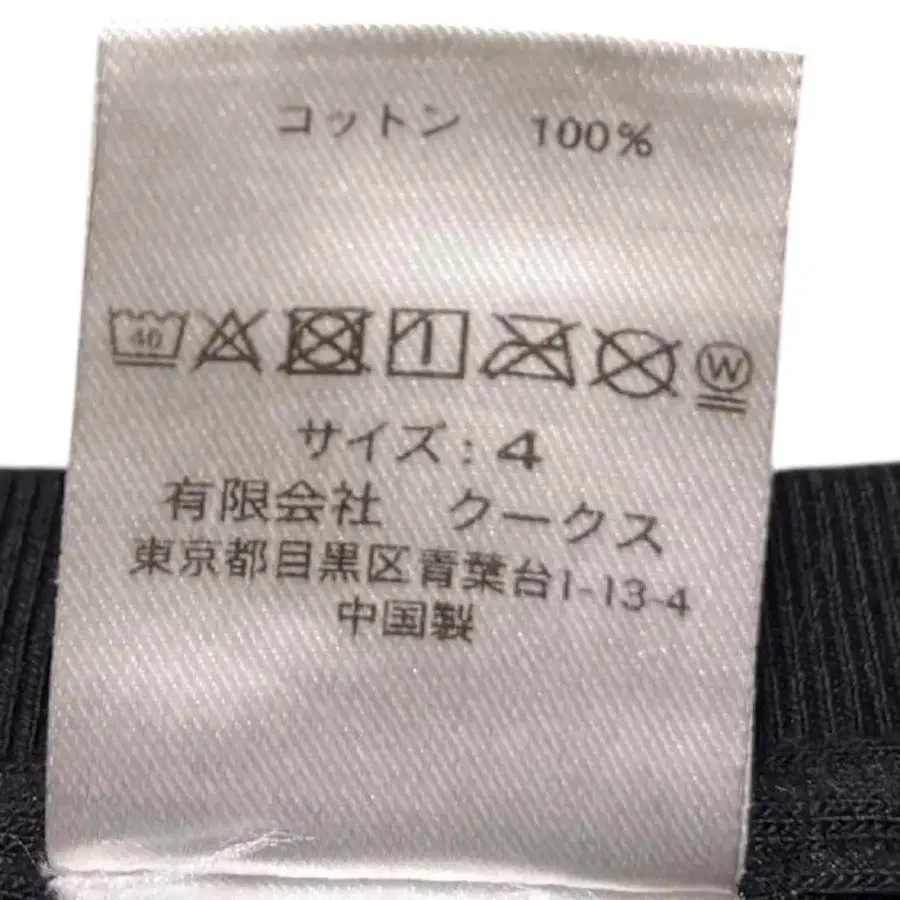 コットン 100%
40 W
サイズ: 4
有限会社 クークス
東京都目黒区青葉台1-13-4
中国製